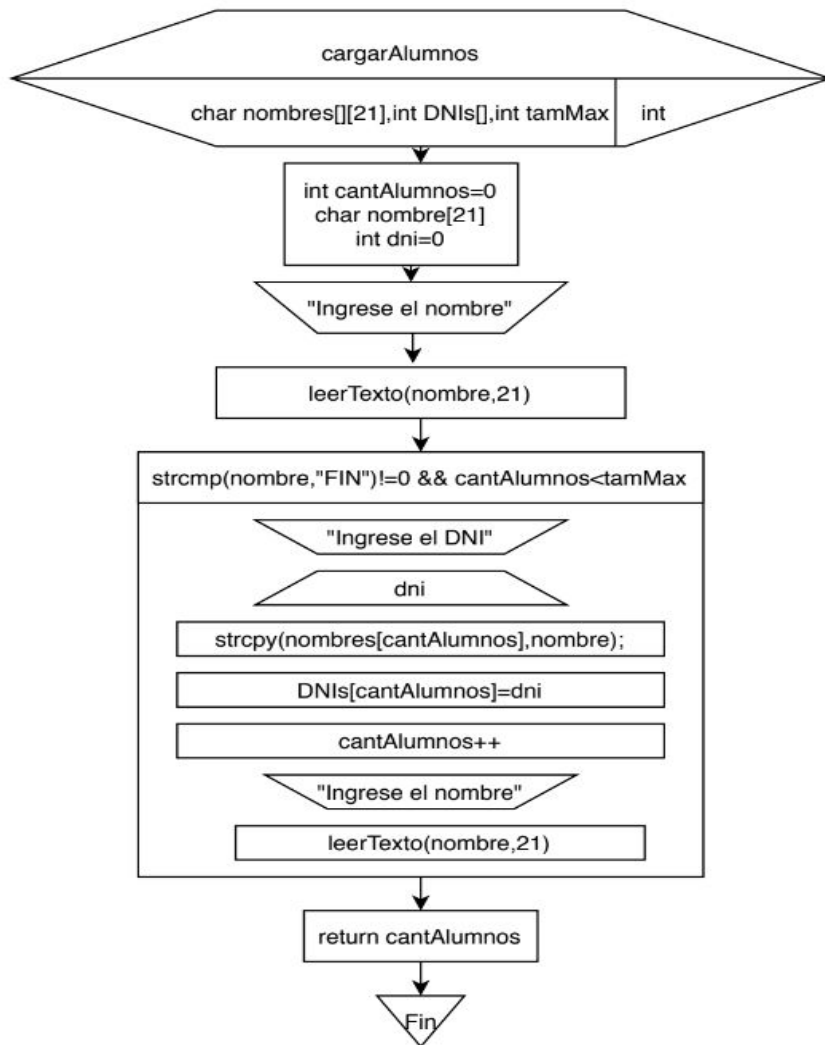 cargarAlumnos
char nombres[][21],int DNIs[],int tamMax
int
int cantAlumnos=0
char nombre[21]
int dni=0
"Ingrese el nombre"
leerTexto(nombre,21)
strcmp(nombre,"FIN")!=0 && cantAlumnos<tamMax
"Ingrese el DNI"
dni
strcpy(nombres[cantAlumnos],nombre);
DNIs[cantAlumnos]=dni
cantAlumnos++
"Ingrese el nombre"
leerTexto(nombre,21)
return cantAlumnos
Fin